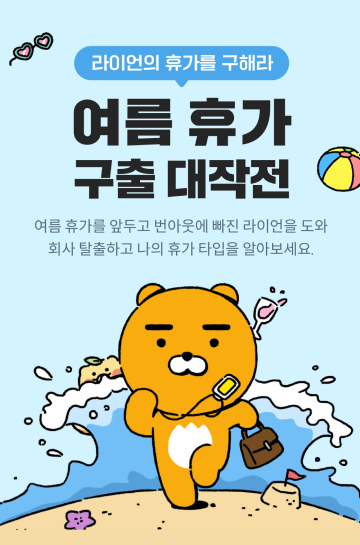 라이언의 휴가를 구해라
여름 휴가
구출 대작전
여름 휴가를 앞두고 번아웃에 빠진 라이언을 도와
회사 탈출하고 나의 휴가 타입을 알아보세요.